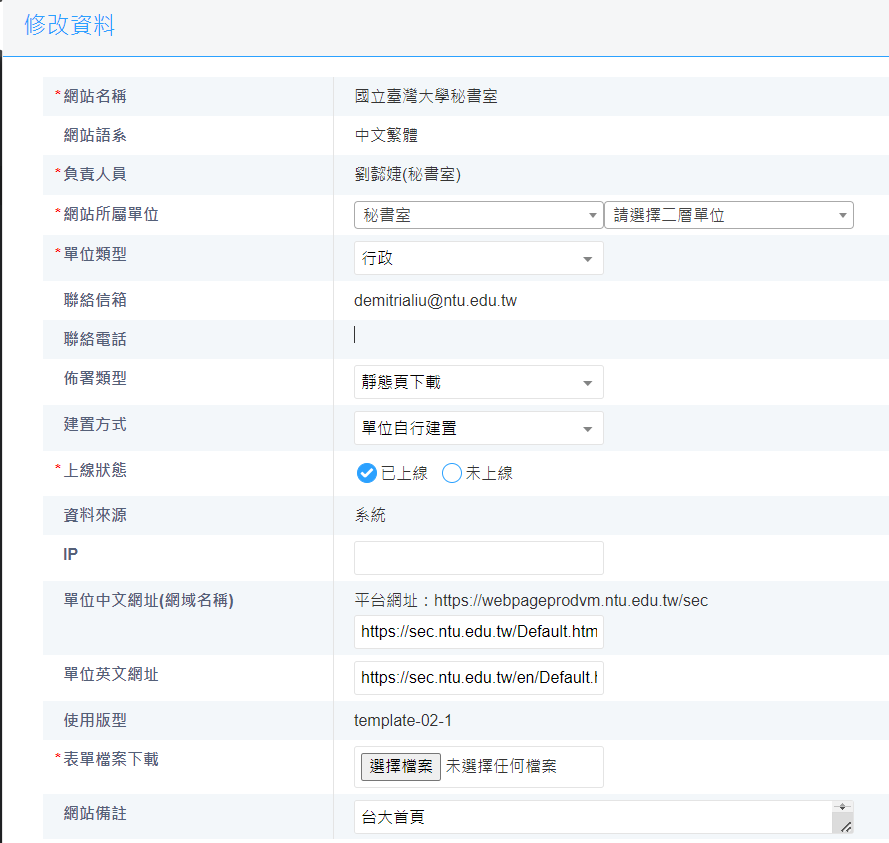 修改資料
*網站名稱 國立臺灣大學秘書室
網站語系 中文繁體
*負責人員 劉懿婕(秘書室)
*網站所屬單位 秘書室 請選擇二層單位
*單位類型 行政
聯絡信箱 demitrialiu@ntu.edu.tw
聯絡電話
佈署類型 靜態頁下載
建置方式 單位自行建置
*上線狀態 已上線 未上線
資料來源 系統
IP
單位中文網址(網域名稱) 平台網址：https://webpageprodvm.ntu.edu.tw/sec
https://sec.ntu.edu.tw/Default.htm
單位英文網址 https://sec.ntu.edu.tw/en/Default.h
使用版型 template-02-1
*表單檔案下載 選擇檔案 未選擇任何檔案
網站備註 台大首頁